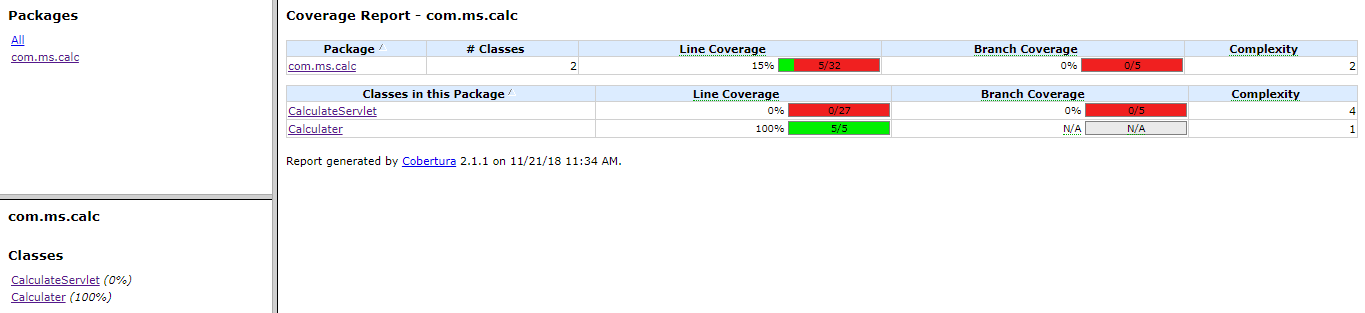 Packages
All
com.ms.calc
com.ms.calc
Classes
CalculateServlet (0%)
Calculater (100%)
Coverage Report - com.ms.calc
Package # Classes Line Coverage Branch Coverage Complexity
com.ms.calc 2 15% 5/32 0% 0/5 2
Classes in this Package Line Coverage Branch Coverage Complexity
CalculateServlet 0% 0/27 0% 0/5 4
Calculater 100% 5/5 N/A N/A 1
Report generated by Cobertura 2.1.1 on 11/21/18 11:34 AM.